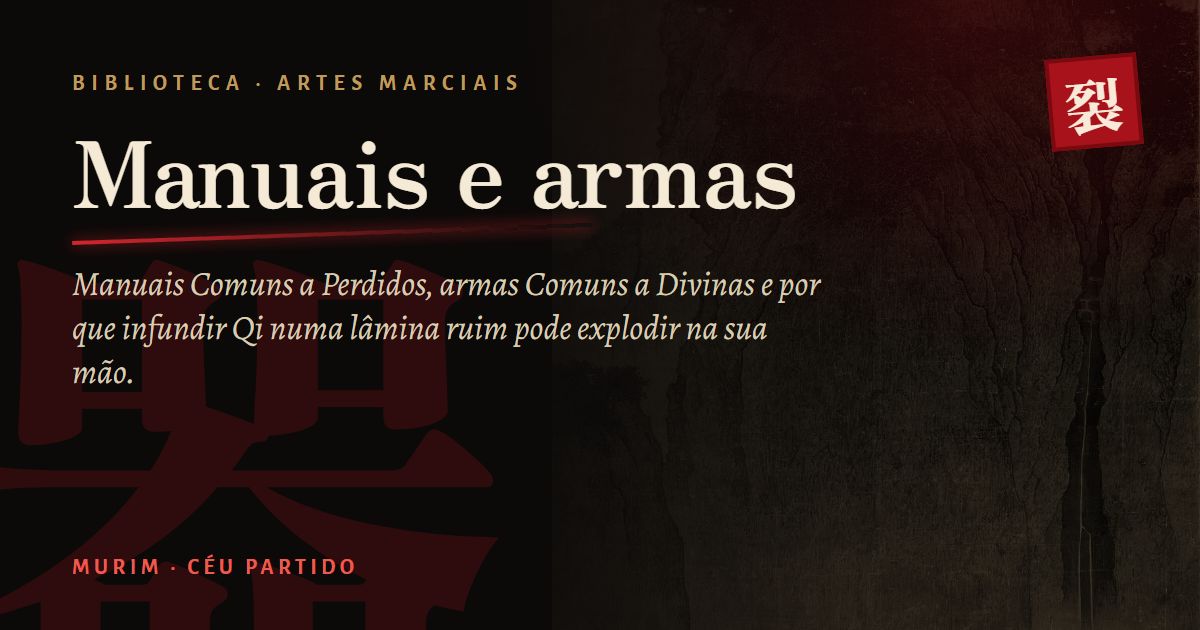 BIBLIOTECA · ARTES MARCIAIS
裂
Manuais e armas
Manuais Comuns a Perdidos, armas Comuns a Divinas e por
que infundir Qi numa lâmina ruim pode explodir na sua
mão.
器
MURIM · CÉU PARTIDO